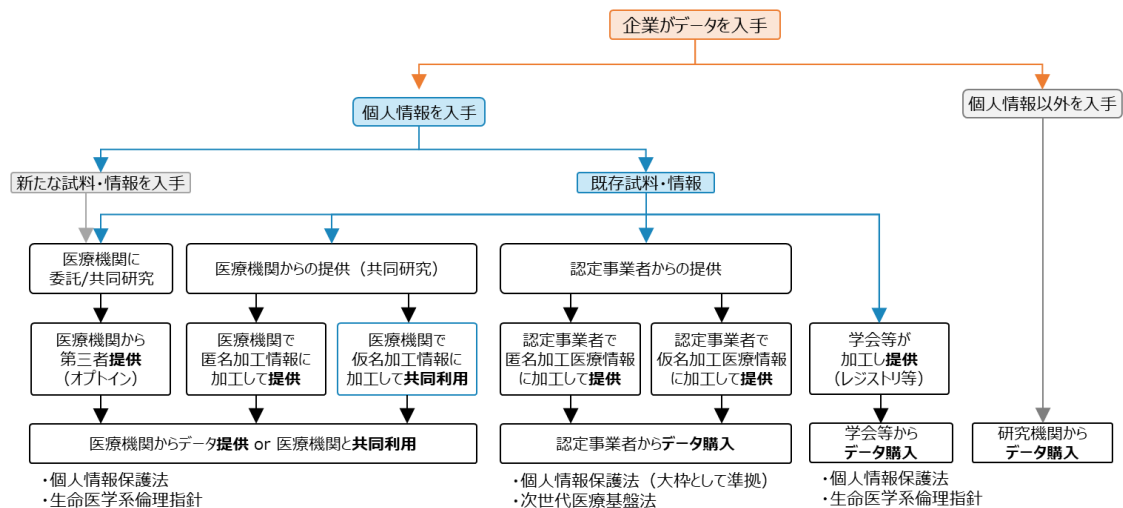 企業がデータを入手
個人情報を入手
個人情報以外を入手
新たな試料・情報を入手
既存試料・情報
医療機関に
委託/共同研究
医療機関からの提供（共同研究）
認定事業者からの提供
医療機関から
第三者提供
（オプトイン）
医療機関で
匿名加工情報に
加工して提供
医療機関で
仮名加工情報に
加工して共同利用
認定事業者で
匿名加工医療情報
に加工して提供
認定事業者で
仮名加工医療情報
に加工して提供
学会等が
加工し提供
（レジストリ等）
医療機関からデータ提供 or 医療機関と共同利用
認定事業者からデータ購入
学会等から
データ購入
研究機関から
データ購入
・個人情報保護法
・生命医学系倫理指針
・個人情報保護法（大枠として準拠）
・次世代医療基盤法
・個人情報保護法
・生命医学系倫理指針